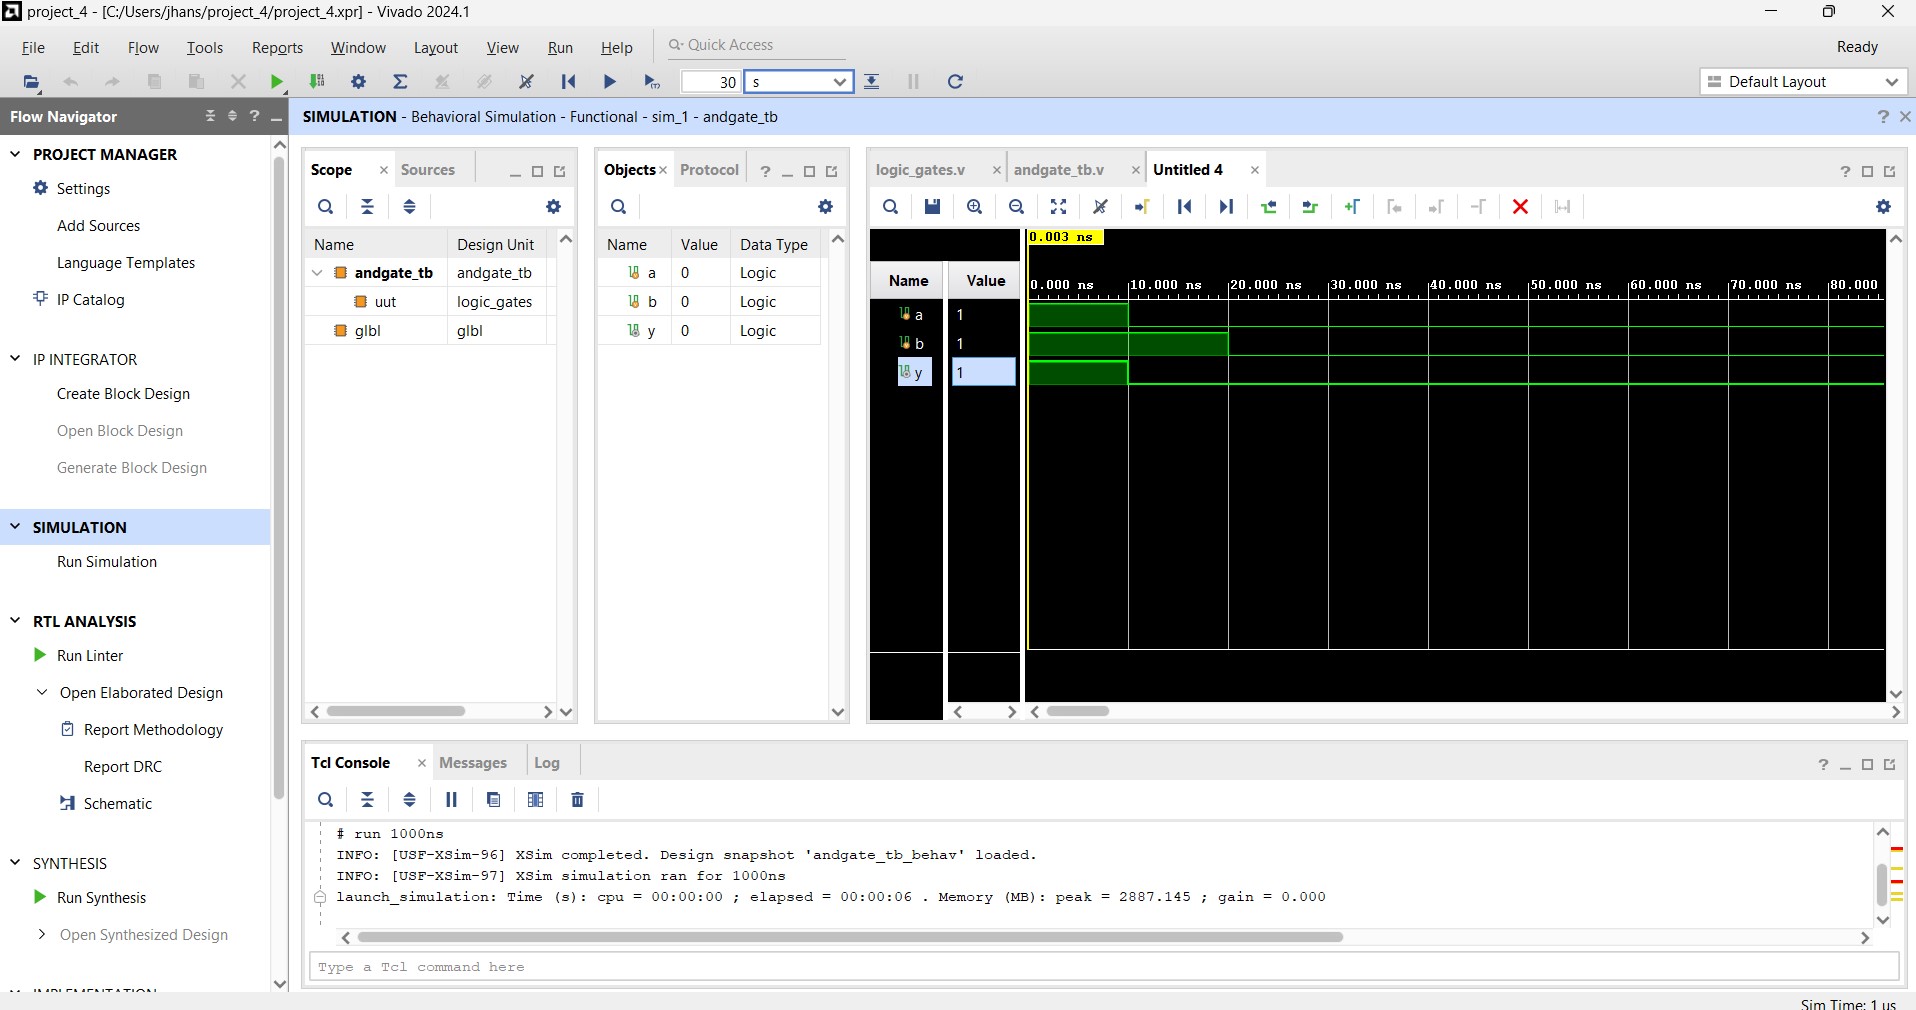 project_4 - [C:/Users/jhans/project_4/project_4.xpr] - Vivado 2024.1
File Edit Flow Tools Reports Window Layout View Run Help Quick Access Ready
30 s Default Layout
Flow Navigator
PROJECT MANAGER
Settings
Add Sources
Language Templates
IP Catalog
IP INTEGRATOR
Create Block Design
Open Block Design
Generate Block Design
SIMULATION
Run Simulation
RTL ANALYSIS
Run Linter
Open Elaborated Design
Report Methodology
Report DRC
Schematic
SYNTHESIS
Run Synthesis
Open Synthesized Design
IMPLEMENTATION
SIMULATION - Behavioral Simulation - Functional - sim_1 - andgate_tb
Scope Sources
Name Design Unit
andgate_tb andgate_tb
uut logic_gates
glbl glbl
Objects Protocol
Name Value Data Type
a 0 Logic
b 0 Logic
y 0 Logic
logic_gates.v andgate_tb.v Untitled 4
0.003 ns
Name Value
0.000 ns 10.000 ns 20.000 ns 30.000 ns 40.000 ns 50.000 ns 60.000 ns 70.000 ns 80.000
a 1
b 1
y 1
Tcl Console Messages Log
# run 1000ns
INFO: [USF-XSim-96] XSim completed. Design snapshot 'andgate_tb_behav' loaded.
INFO: [USF-XSim-97] XSim simulation ran for 1000ns
launch_simulation: Time (s): cpu = 00:00:00 ; elapsed = 00:00:06 . Memory (MB): peak = 2887.145 ; gain = 0.000
Type a Tcl command here
Sim Time: 1 us